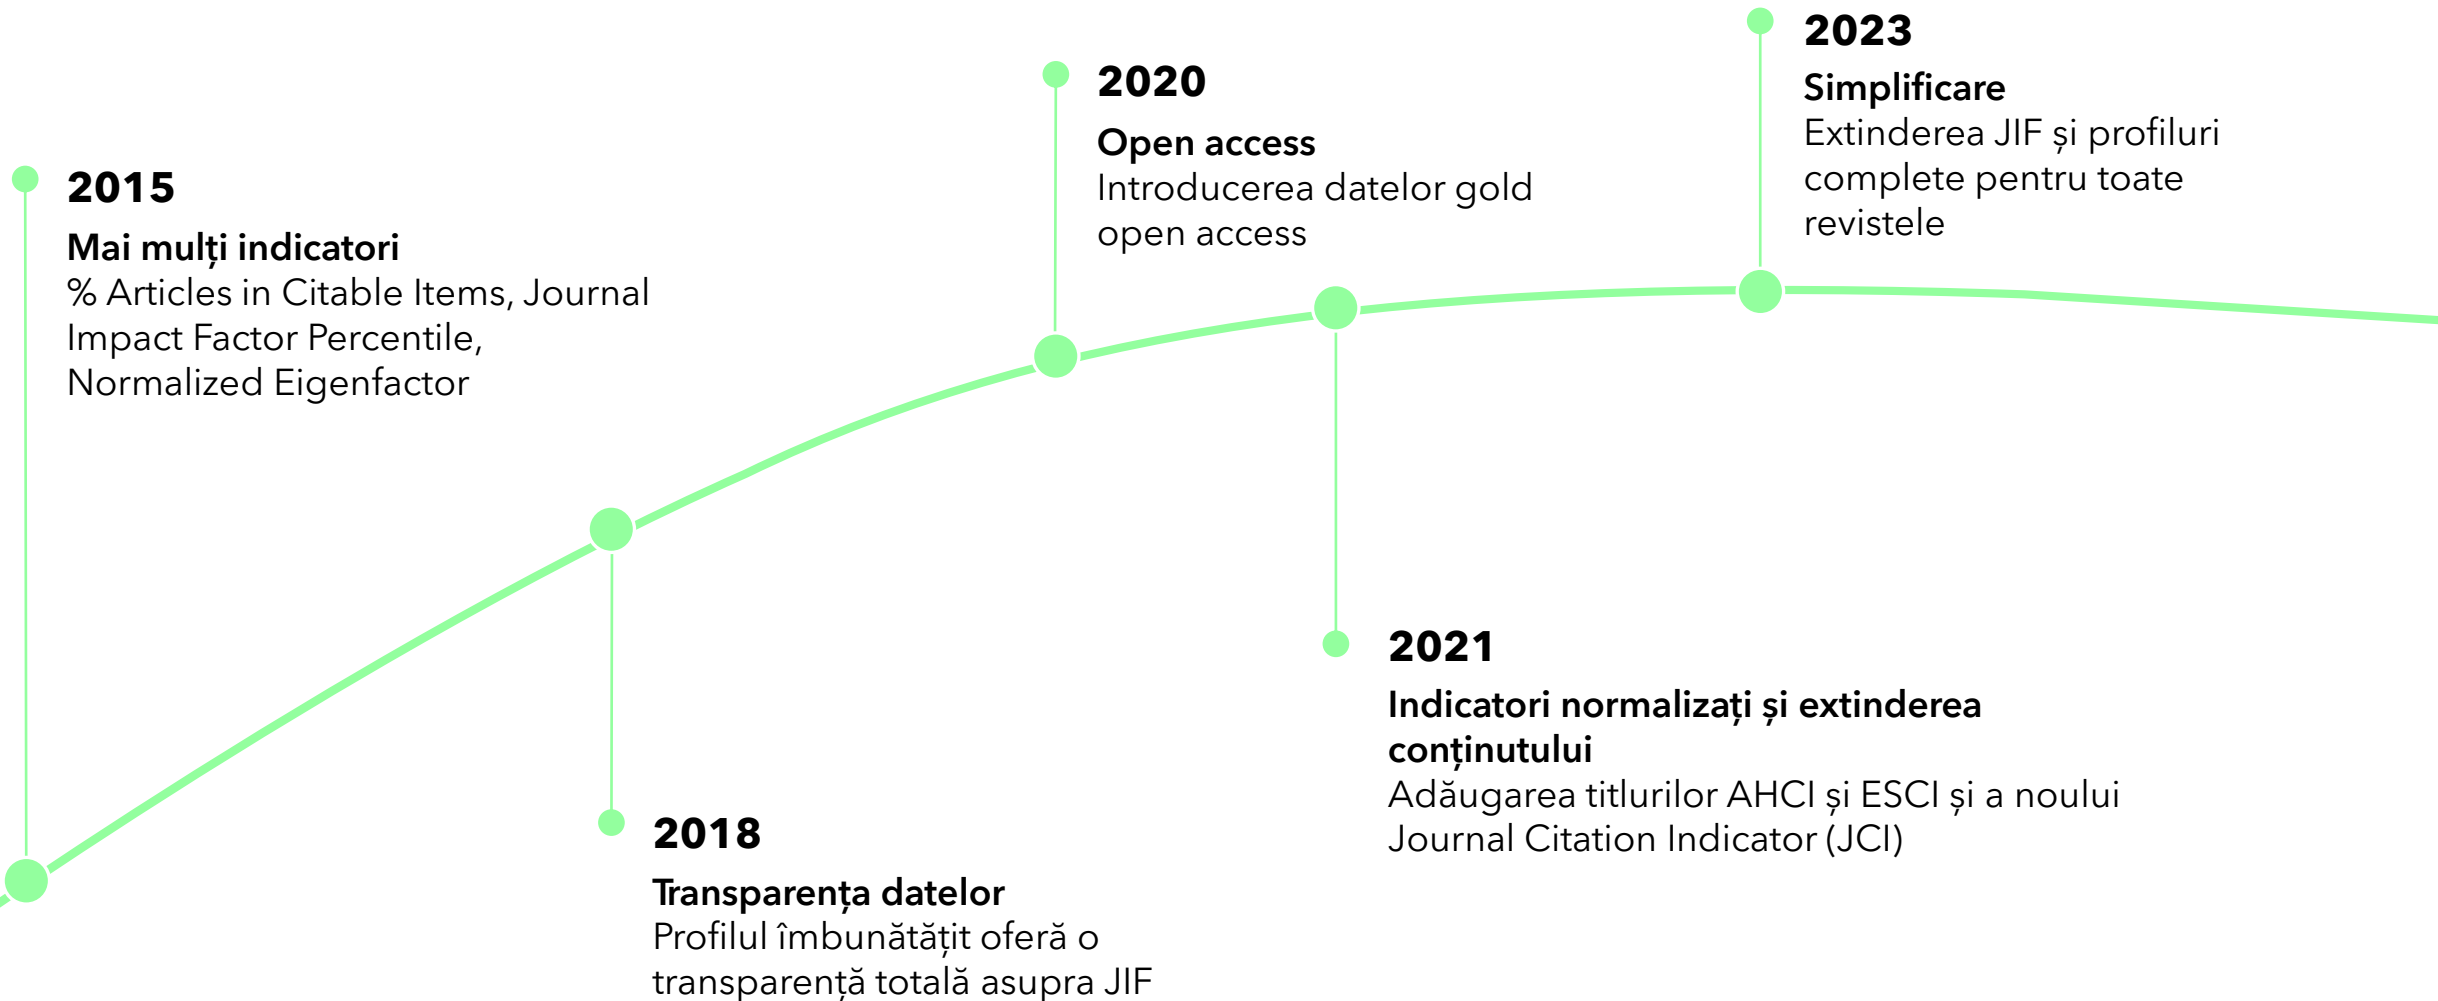 2015
Mai mulți indicatori
% Articles in Citable Items, Journal
Impact Factor Percentile,
Normalized Eigenfactor
2018
Transparența datelor
Profilul îmbunătățit oferă o
transparență totală asupra JIF
2020
Open access
Introducerea datelor gold
open access
2021
Indicatori normalizați și extinderea
conținutului
Adăugarea titlurilor AHCI și ESCI și a noului
Journal Citation Indicator (JCI)
2023
Simplificare
Extinderea JIF și profiluri
complete pentru toate
revistele